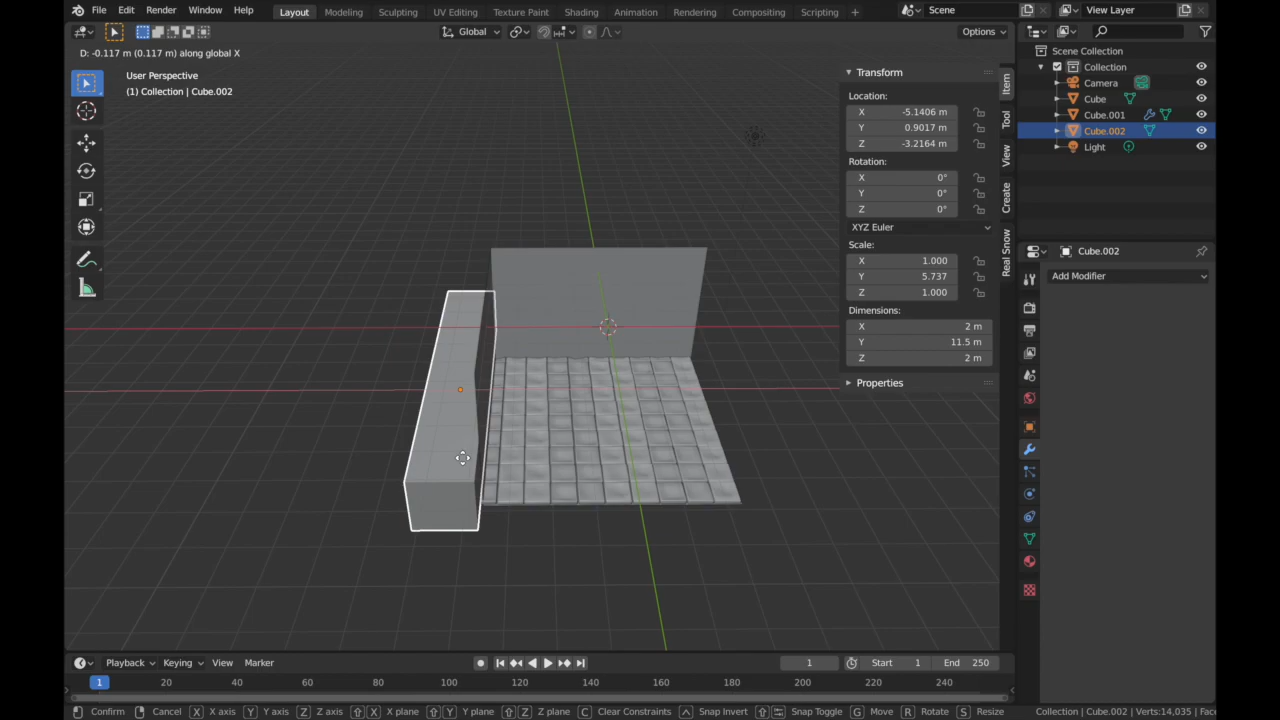 File Edit Render Window Help Layout Modeling Sculpting UV Editing Texture Paint Shading Animation Rendering Compositing Scripting + Scene View Layer
Global Options
D: -0.117 m (0.117 m) along global X
User Perspective
(1) Collection | Cube.002
Transform
Location:
X -5.1406 m
Y 0.9017 m
Z -3.2164 m
Rotation:
X 0°
Y 0°
Z 0°
XYZ Euler
Scale:
X 1.000
Y 5.737
Z 1.000
Dimensions:
X 2 m
Y 11.5 m
Z 2 m
Properties
Item
Tool
View
Create
Real Snow
Scene Collection
Collection
Camera
Cube
Cube.001
Cube.002
Light
Cube.002
Add Modifier
Playback Keying View Marker 1 Start 1 End 250
1 20 40 60 80 100 120 140 160 180 200 220 240
Confirm Cancel X X axis Y Y axis Z Z axis X X plane Y Y plane Z Z plane C Clear Constraints Snap Invert Snap Toggle G Move R Rotate S Resize Collection | Cube.002 | Verts:14,035 | Face